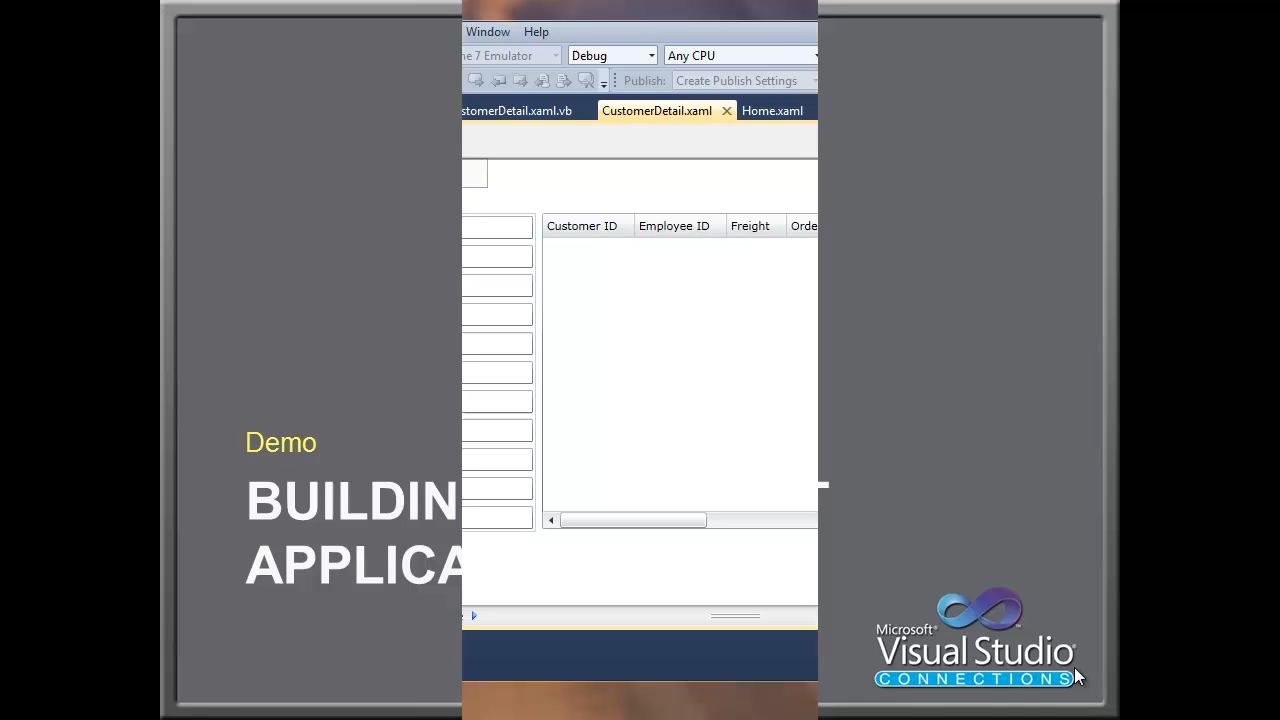 Window Help
ne 7 Emulator Debug Any CPU
Publish: Create Publish Settings
stomerDetail.xaml.vb CustomerDetail.xaml Home.xaml
Customer ID Employee ID Freight Orde
Demo
BUILDIN T
APPLICA
Microsoft
Visual Studio
CONNECTIONS